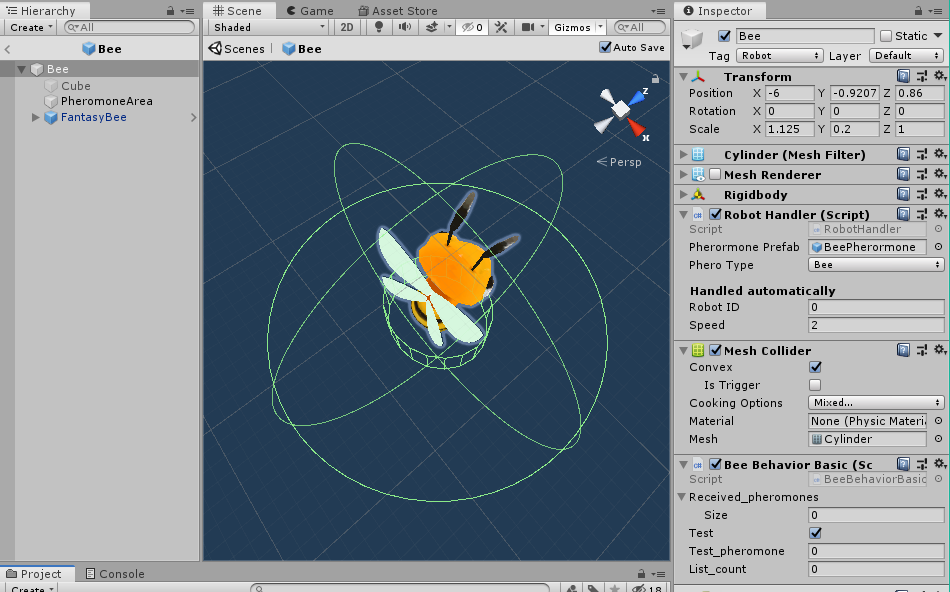 Hierarchy
Create
All
Bee
Bee
Cube
PheromoneArea
FantasyBee
Scene
Game
Asset Store
Shaded
2D
0
Gizmos
All
Scenes
Bee
Auto Save
z
x
Persp
Inspector
Bee
Static
Tag
Robot
Layer
Default
Transform
Position X -6 Y -0.9207 Z 0.86
Rotation X 0 Y 0 Z 0
Scale X 1.125 Y 0.2 Z 1
Cylinder (Mesh Filter)
Mesh Renderer
Rigidbody
Robot Handler (Script)
Script RobotHandler
Pherormone Prefab BeePherormone
Phero Type Bee
Handled automatically
Robot ID 0
Speed 2
Mesh Collider
Convex
Is Trigger
Cooking Options Mixed...
Material None (Physic Materia
Mesh Cylinder
Bee Behavior Basic (Sc
Script BeeBehaviorBasic
Received_pheromones
Size 0
Test
Test_pheromone 0
List_count 0
Project
Console
Create
18